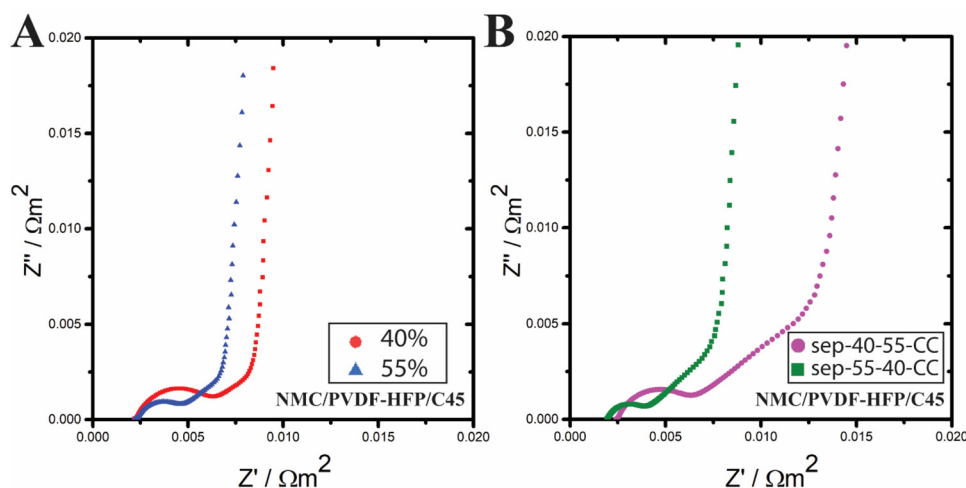 A
0.020
0.015
0.010
0.005
0.000
Z" / Ωm²
0.000 0.005 0.010 0.015 0.020
Z' / Ωm²
40%
55%
NMC/PVDF-HFP/C45
B
0.020
0.015
0.010
0.005
0.000
Z" / Ωm²
0.000 0.005 0.010 0.015 0.020
Z' / Ωm²
sep-40-55-CC
sep-55-40-CC
NMC/PVDF-HFP/C45